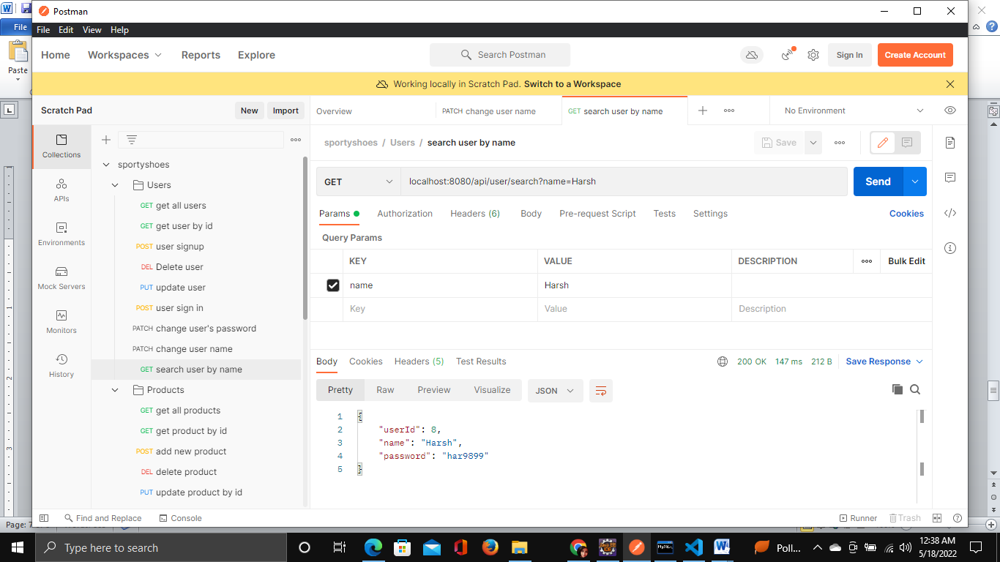 Postman
File
File Edit View Help
Paste
Home Workspaces Reports Explore Search Postman Sign In Create Account
Working locally in Scratch Pad. Switch to a Workspace
Scratch Pad New Import
Overview PATCH change user name GET search user by name No Environment
Collections
APIs
Environments
Mock Servers
Monitors
History
sportyshoes
Users
GET get all users
GET get user by id
POST user signup
DEL Delete user
PUT update user
POST user sign in
PATCH change user's password
PATCH change user name
GET search user by name
Products
GET get all products
GET get product by id
POST add new product
DEL delete product
PUT update product by id
sportyshoes / Users / search user by name Save
GET localhost:8080/api/user/search?name=Harsh Send
Params Authorization Headers (6) Body Pre-request Script Tests Settings Cookies
Query Params
KEY VALUE DESCRIPTION Bulk Edit
name Harsh
Key Value Description
Body Cookies Headers (5) Test Results 200 OK 147 ms 212 B Save Response
Pretty Raw Preview Visualize JSON
1 {
2 "userId": 8,
3 "name": "Harsh",
4 "password": "har9899"
5 }
Find and Replace Console Runner Trash
Page: 7
Type here to search Poll... 12:38 AM
5/18/2022